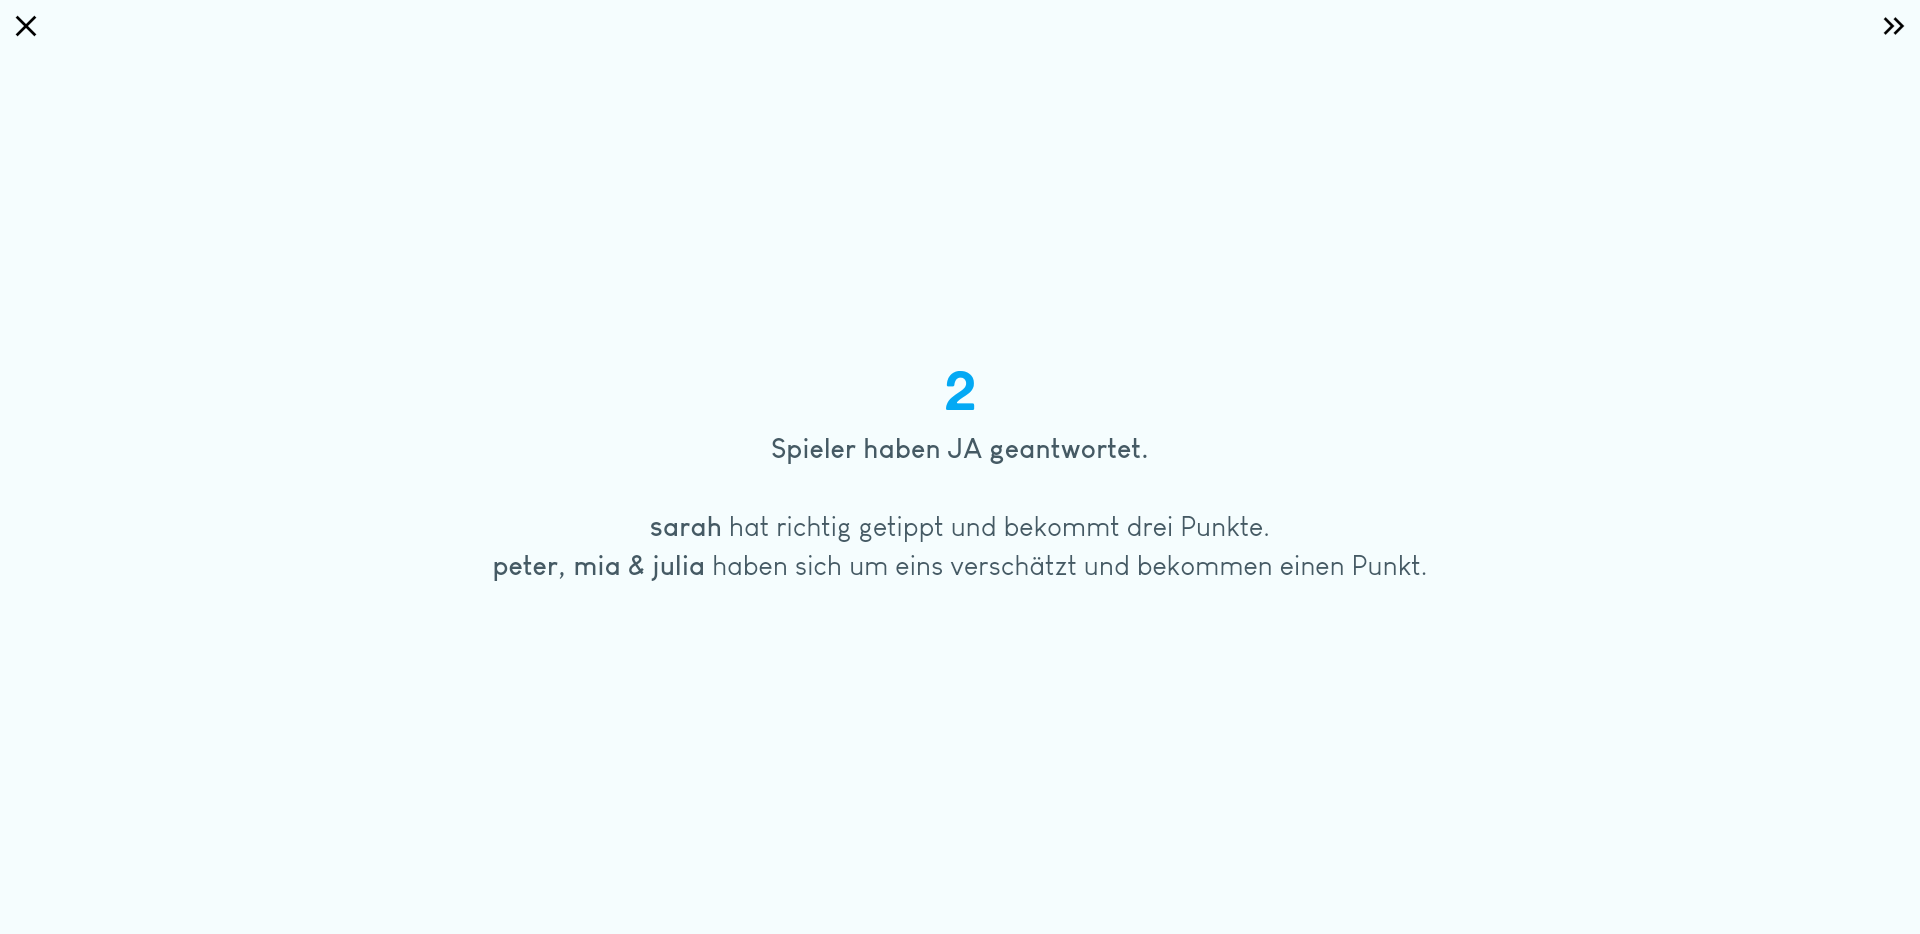 2
Spieler haben JA geantwortet.
sarah hat richtig getippt und bekommt drei Punkte.
peter, mia & julia haben sich um eins verschätzt und bekommen einen Punkt.